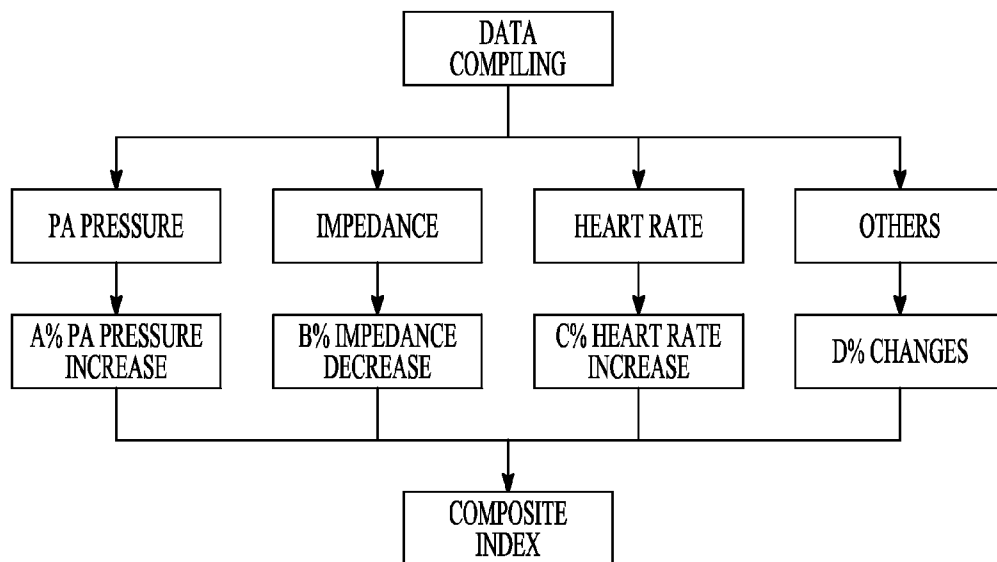 DATA
COMPILING
PA PRESSURE
IMPEDANCE
HEART RATE
OTHERS
A% PA PRESSURE
INCREASE
B% IMPEDANCE
DECREASE
C% HEART RATE
INCREASE
D% CHANGES
COMPOSITE
INDEX